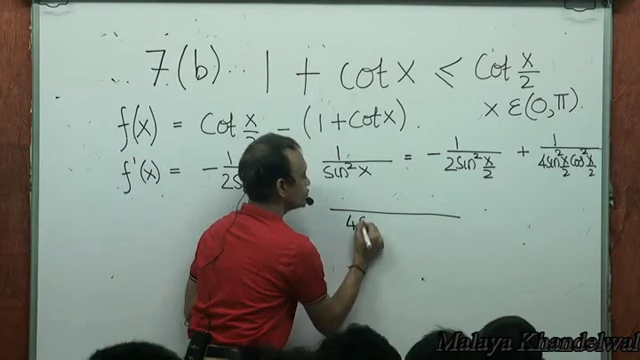 7(b). 1 + cot x ≤ Cot x/2
x ∈ (0, π).
f(x) = Cot x/2 - (1 + cot x).
f'(x) = - 1/2s 1/sin²x = - 1/2sin² x/2 + 1/4sin² x/2 cos² x/2
4s
Malaya Khandelwal